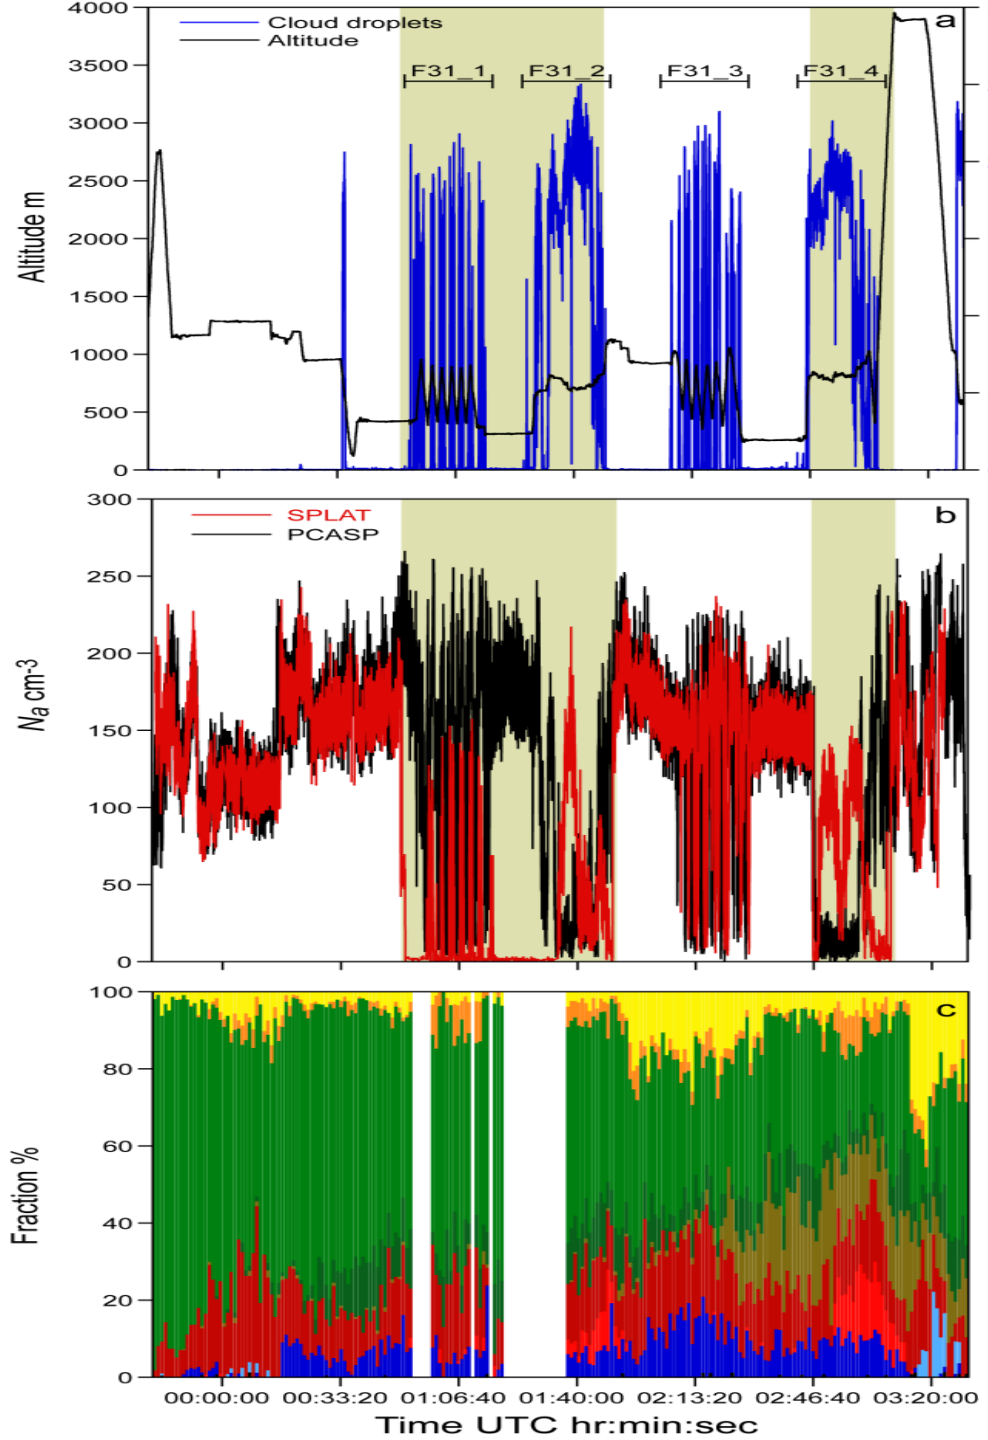 4000
Cloud droplets
a
Altitude
3500
F31_1 F31_2 F31_3 F31_4
3000
2500
2000
1500
1000
500
0
Altitude m
300
SPLAT
b
PCASP
250
200
150
100
50
0
Na cm-3
100
c
80
60
40
20
0
Fraction %
00:00:00 00:33:20 01:06:40 01:40:00 02:13:20 02:46:40 03:20:00
Time UTC hr:min:sec